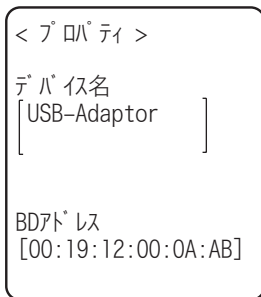 < ﾌﾟﾛﾊﾟﾃｨ >
ﾃﾞﾊﾞｲｽ名
[USB-Adaptor
]
BDｱﾄﾞﾚｽ
[00:19:12:00:0A:AB]